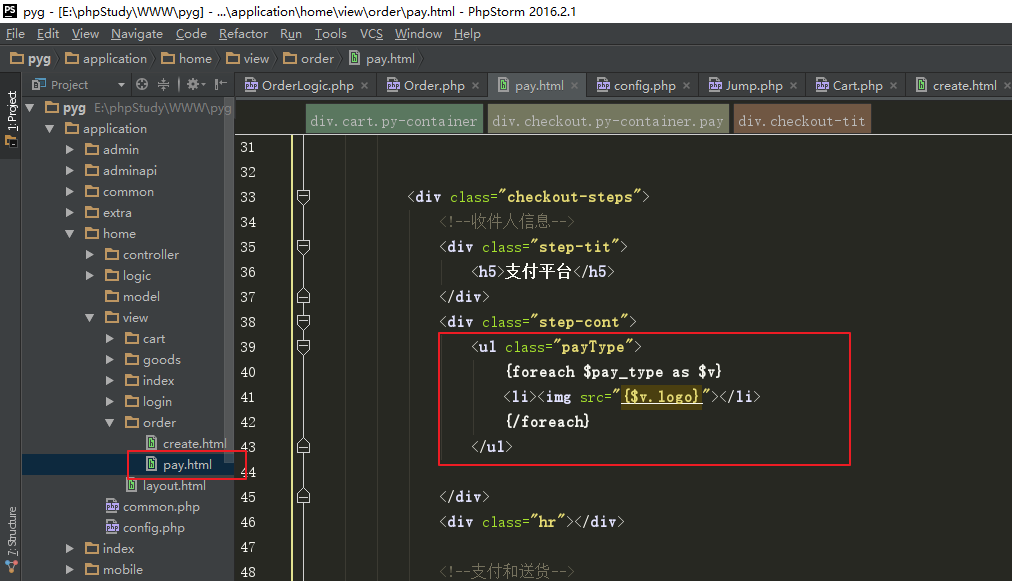 pyg - [E:\phpStudy\WWW\pyg] - ...\application\home\view\order\pay.html - PhpStorm 2016.2.1
File Edit View Navigate Code Refactor Run Tools VCS Window Help
pyg application home view order pay.html
Project OrderLogic.php Order.php pay.html config.php Jump.php Cart.php create.html
1: Project
7: Structure
pyg E:\phpStudy\WWW\pyg
application
admin
adminapi
common
extra
home
controller
logic
model
view
cart
goods
index
login
order
create.html
pay.html
layout.html
common.php
config.php
index
mobile
div.cart.py-container div.checkout.py-container.pay div.checkout-tit
31
32
33 <div class="checkout-steps">
34 <!--收件人信息-->
35 <div class="step-tit">
36 <h5>支付平台</h5>
37 </div>
38 <div class="step-cont">
39 <ul class="payType">
40 {foreach $pay_type as $v}
41 <li><img src="{$v.logo}"></li>
42 {/foreach}
43 </ul>
44
45 </div>
46 <div class="hr"></div>
47
48 <!--支付和送货-->